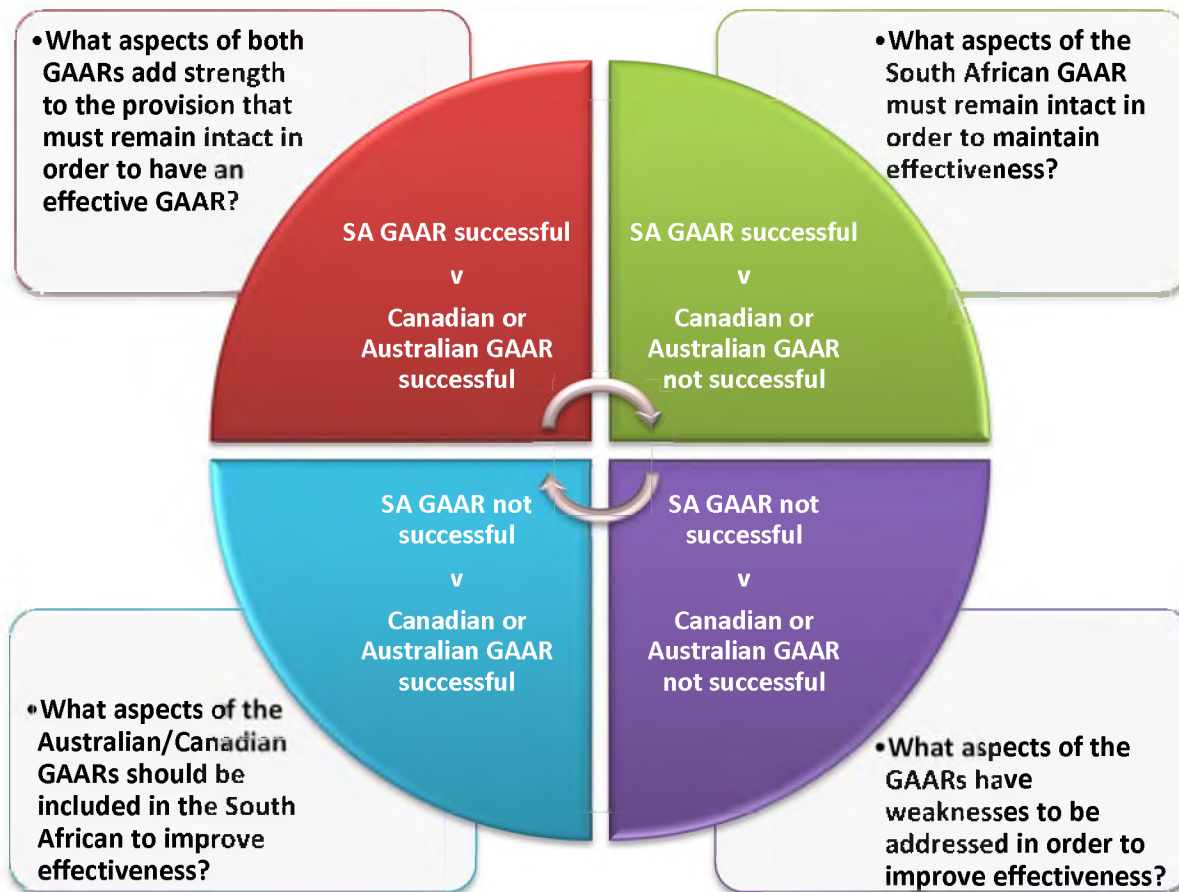 •What aspects of both
GAARs add strength
to the provision that
must remain intact in
order to have an
effective GAAR?
•What aspects of the
South African GAAR
must remain intact in
order to maintain
effectiveness?
SA GAAR successful
v
Canadian or
Australian GAAR
successful
SA GAAR successful
v
Canadian or
Australian GAAR
not successful
SA GAAR not
successful
v
Canadian or
Australian GAAR
successful
SA GAAR not
successful
v
Canadian or
Australian GAAR
not successful
•What aspects of the
Australian/Canadian
GAARs should be
included in the South
African to improve
effectiveness?
•What aspects of the
GAARs have
weaknesses to be
addressed in order to
improve effectiveness?